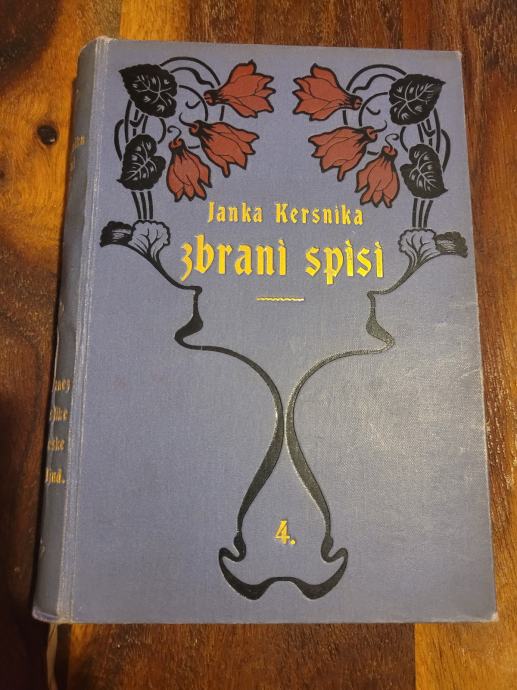 Janka Kersnika
zbrani spisi
4.